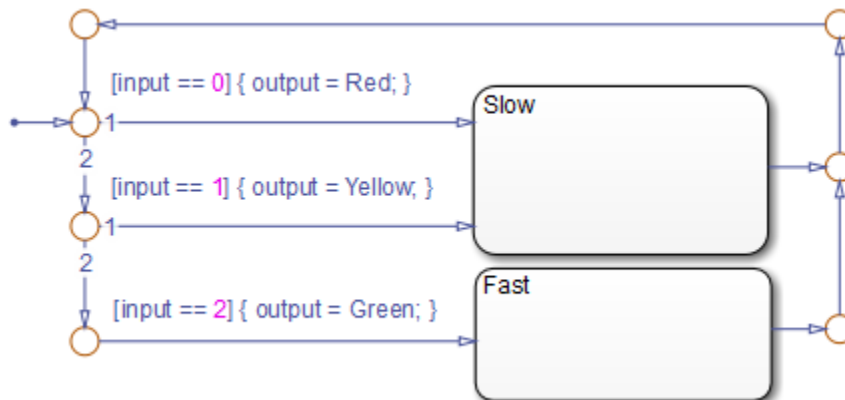 [input == 0] { output = Red; }
Slow
1
2
[input == 1] { output = Yellow; }
1
2
Fast
[input == 2] { output = Green; }